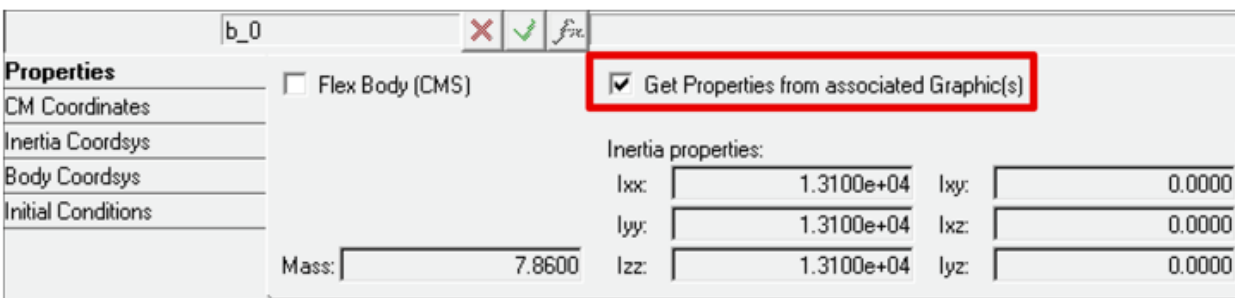 b_0 fx
Properties
Flex Body (CMS) Get Properties from associated Graphic(s)
CM Coordinates
Inertia Coordsys Inertia properties:
Body Coordsys Ixx: 1.3100e+04 Ixy: 0.0000
Initial Conditions Iyy: 1.3100e+04 Ixz: 0.0000
Mass: 7.8600 Izz: 1.3100e+04 Iyz: 0.0000